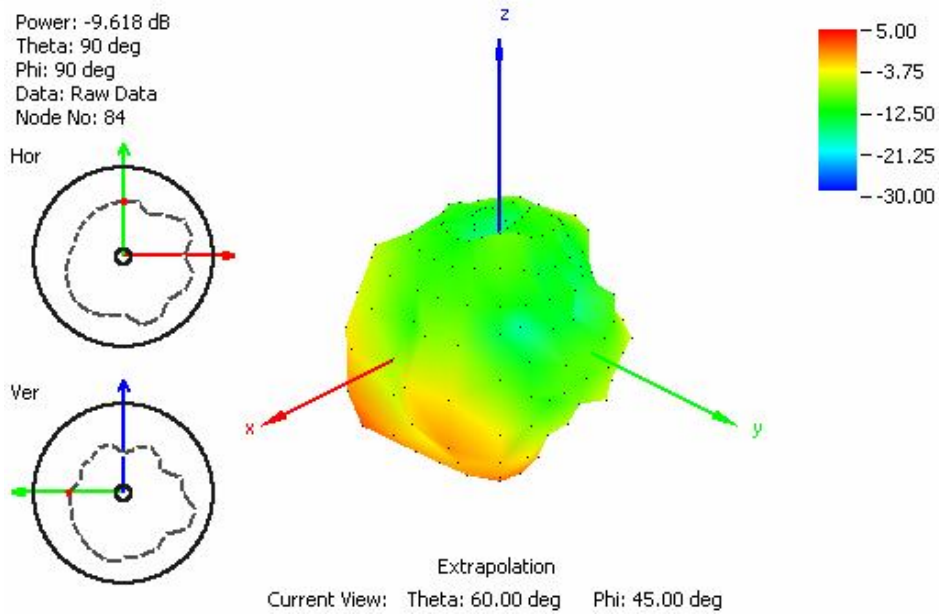 Power: -9.618 dB
Theta: 90 deg
Phi: 90 deg
Data: Raw Data
Node No: 84
Hor
Ver
z
x
y
5.00
-3.75
-12.50
-21.25
-30.00
Extrapolation
Current View: Theta: 60.00 deg Phi: 45.00 deg